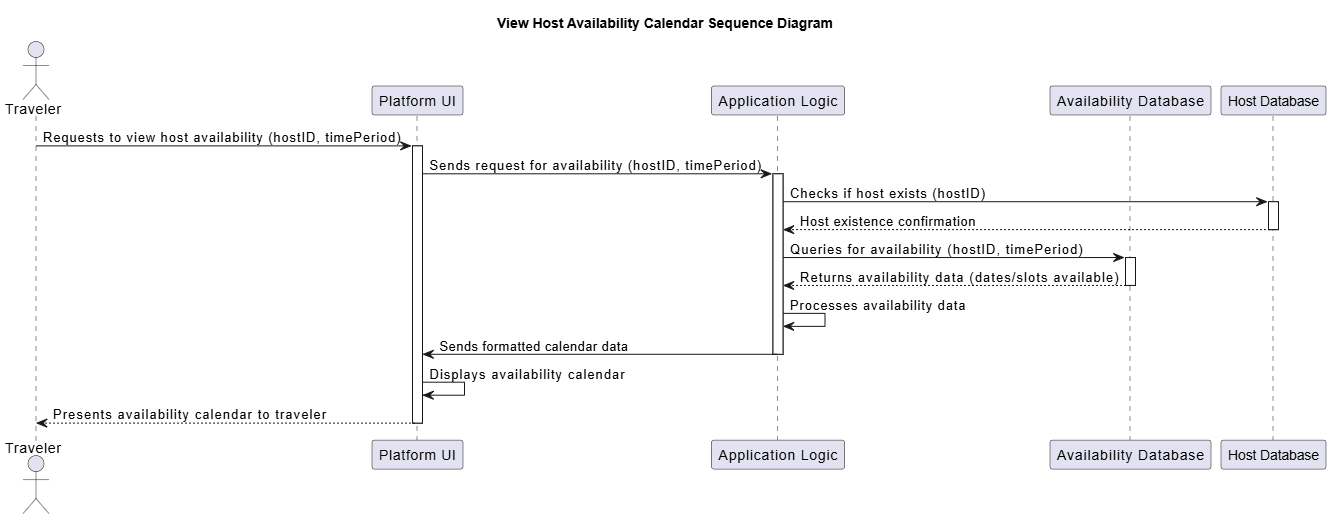 View Host Availability Calendar Sequence Diagram
Traveler
Platform UI
Application Logic
Availability Database
Host Database
Requests to view host availability (hostID, timePeriod)
Sends request for availability (hostID, timePeriod)
Checks if host exists (hostID)
Host existence confirmation
Queries for availability (hostID, timePeriod)
Returns availability data (dates/slots available)
Processes availability data
Sends formatted calendar data
Displays availability calendar
Presents availability calendar to traveler
Traveler
Platform UI
Application Logic
Availability Database
Host Database